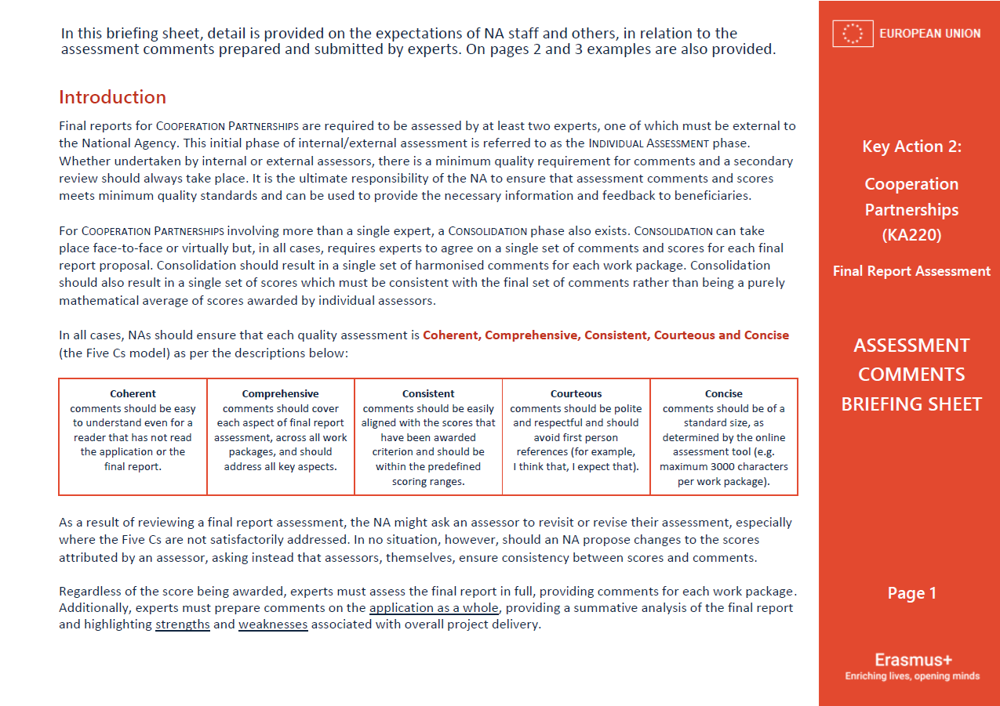 In this briefing sheet, detail is provided on the expectations of NA staff and others, in relation to the
assessment comments prepared and submitted by experts. On pages 2 and 3 examples are also provided.
Introduction
Final reports for COOPERATION PARTNERSHIPS are required to be assessed by at least two experts, one of which must be external to
the National Agency. This initial phase of internal/external assessment is referred to as the INDIVIDUAL ASSESSMENT phase.
Whether undertaken by internal or external assessors, there is a minimum quality requirement for comments and a secondary
review should always take place. It is the ultimate responsibility of the NA to ensure that assessment comments and scores
meets minimum quality standards and can be used to provide the necessary information and feedback to beneficiaries.
For COOPERATION PARTNERSHIPS involving more than a single expert, a CONSOLIDATION phase also exists. CONSOLIDATION can take
place face-to-face or virtually but, in all cases, requires experts to agree on a single set of comments and scores for each final
report proposal. Consolidation should result in a single set of harmonised comments for each work package. Consolidation
should also result in a single set of scores which must be consistent with the final set of comments rather than being a purely
mathematical average of scores awarded by individual assessors.
In all cases, NAs should ensure that each quality assessment is Coherent, Comprehensive, Consistent, Courteous and Concise
(the Five Cs model) as per the descriptions below:
Coherent
comments should be easy
to understand even for a
reader that has not read
the application or the
final report.
Comprehensive
comments should cover
each aspect of final report
assessment, across all work
packages, and should
address all key aspects.
Consistent
comments should be easily
aligned with the scores that
have been awarded
criterion and should be
within the predefined
scoring ranges.
Courteous
comments should be polite
and respectful and should
avoid first person
references (for example,
I think that, I expect that).
Concise
comments should be of a
standard size, as
determined by the online
assessment tool (e.g.
maximum 3000 characters
per work package).
As a result of reviewing a final report assessment, the NA might ask an assessor to revisit or revise their assessment, especially
where the Five Cs are not satisfactorily addressed. In no situation, however, should an NA propose changes to the scores
attributed by an assessor, asking instead that assessors, themselves, ensure consistency between scores and comments.
Regardless of the score being awarded, experts must assess the final report in full, providing comments for each work package.
Additionally, experts must prepare comments on the application as a whole, providing a summative analysis of the final report
and highlighting strengths and weaknesses associated with overall project delivery.
EUROPEAN UNION
Key Action 2:
Cooperation
Partnerships
(KA220)
Final Report Assessment
ASSESSMENT
COMMENTS
BRIEFING SHEET
Page 1
Erasmus+
Enriching lives, opening minds